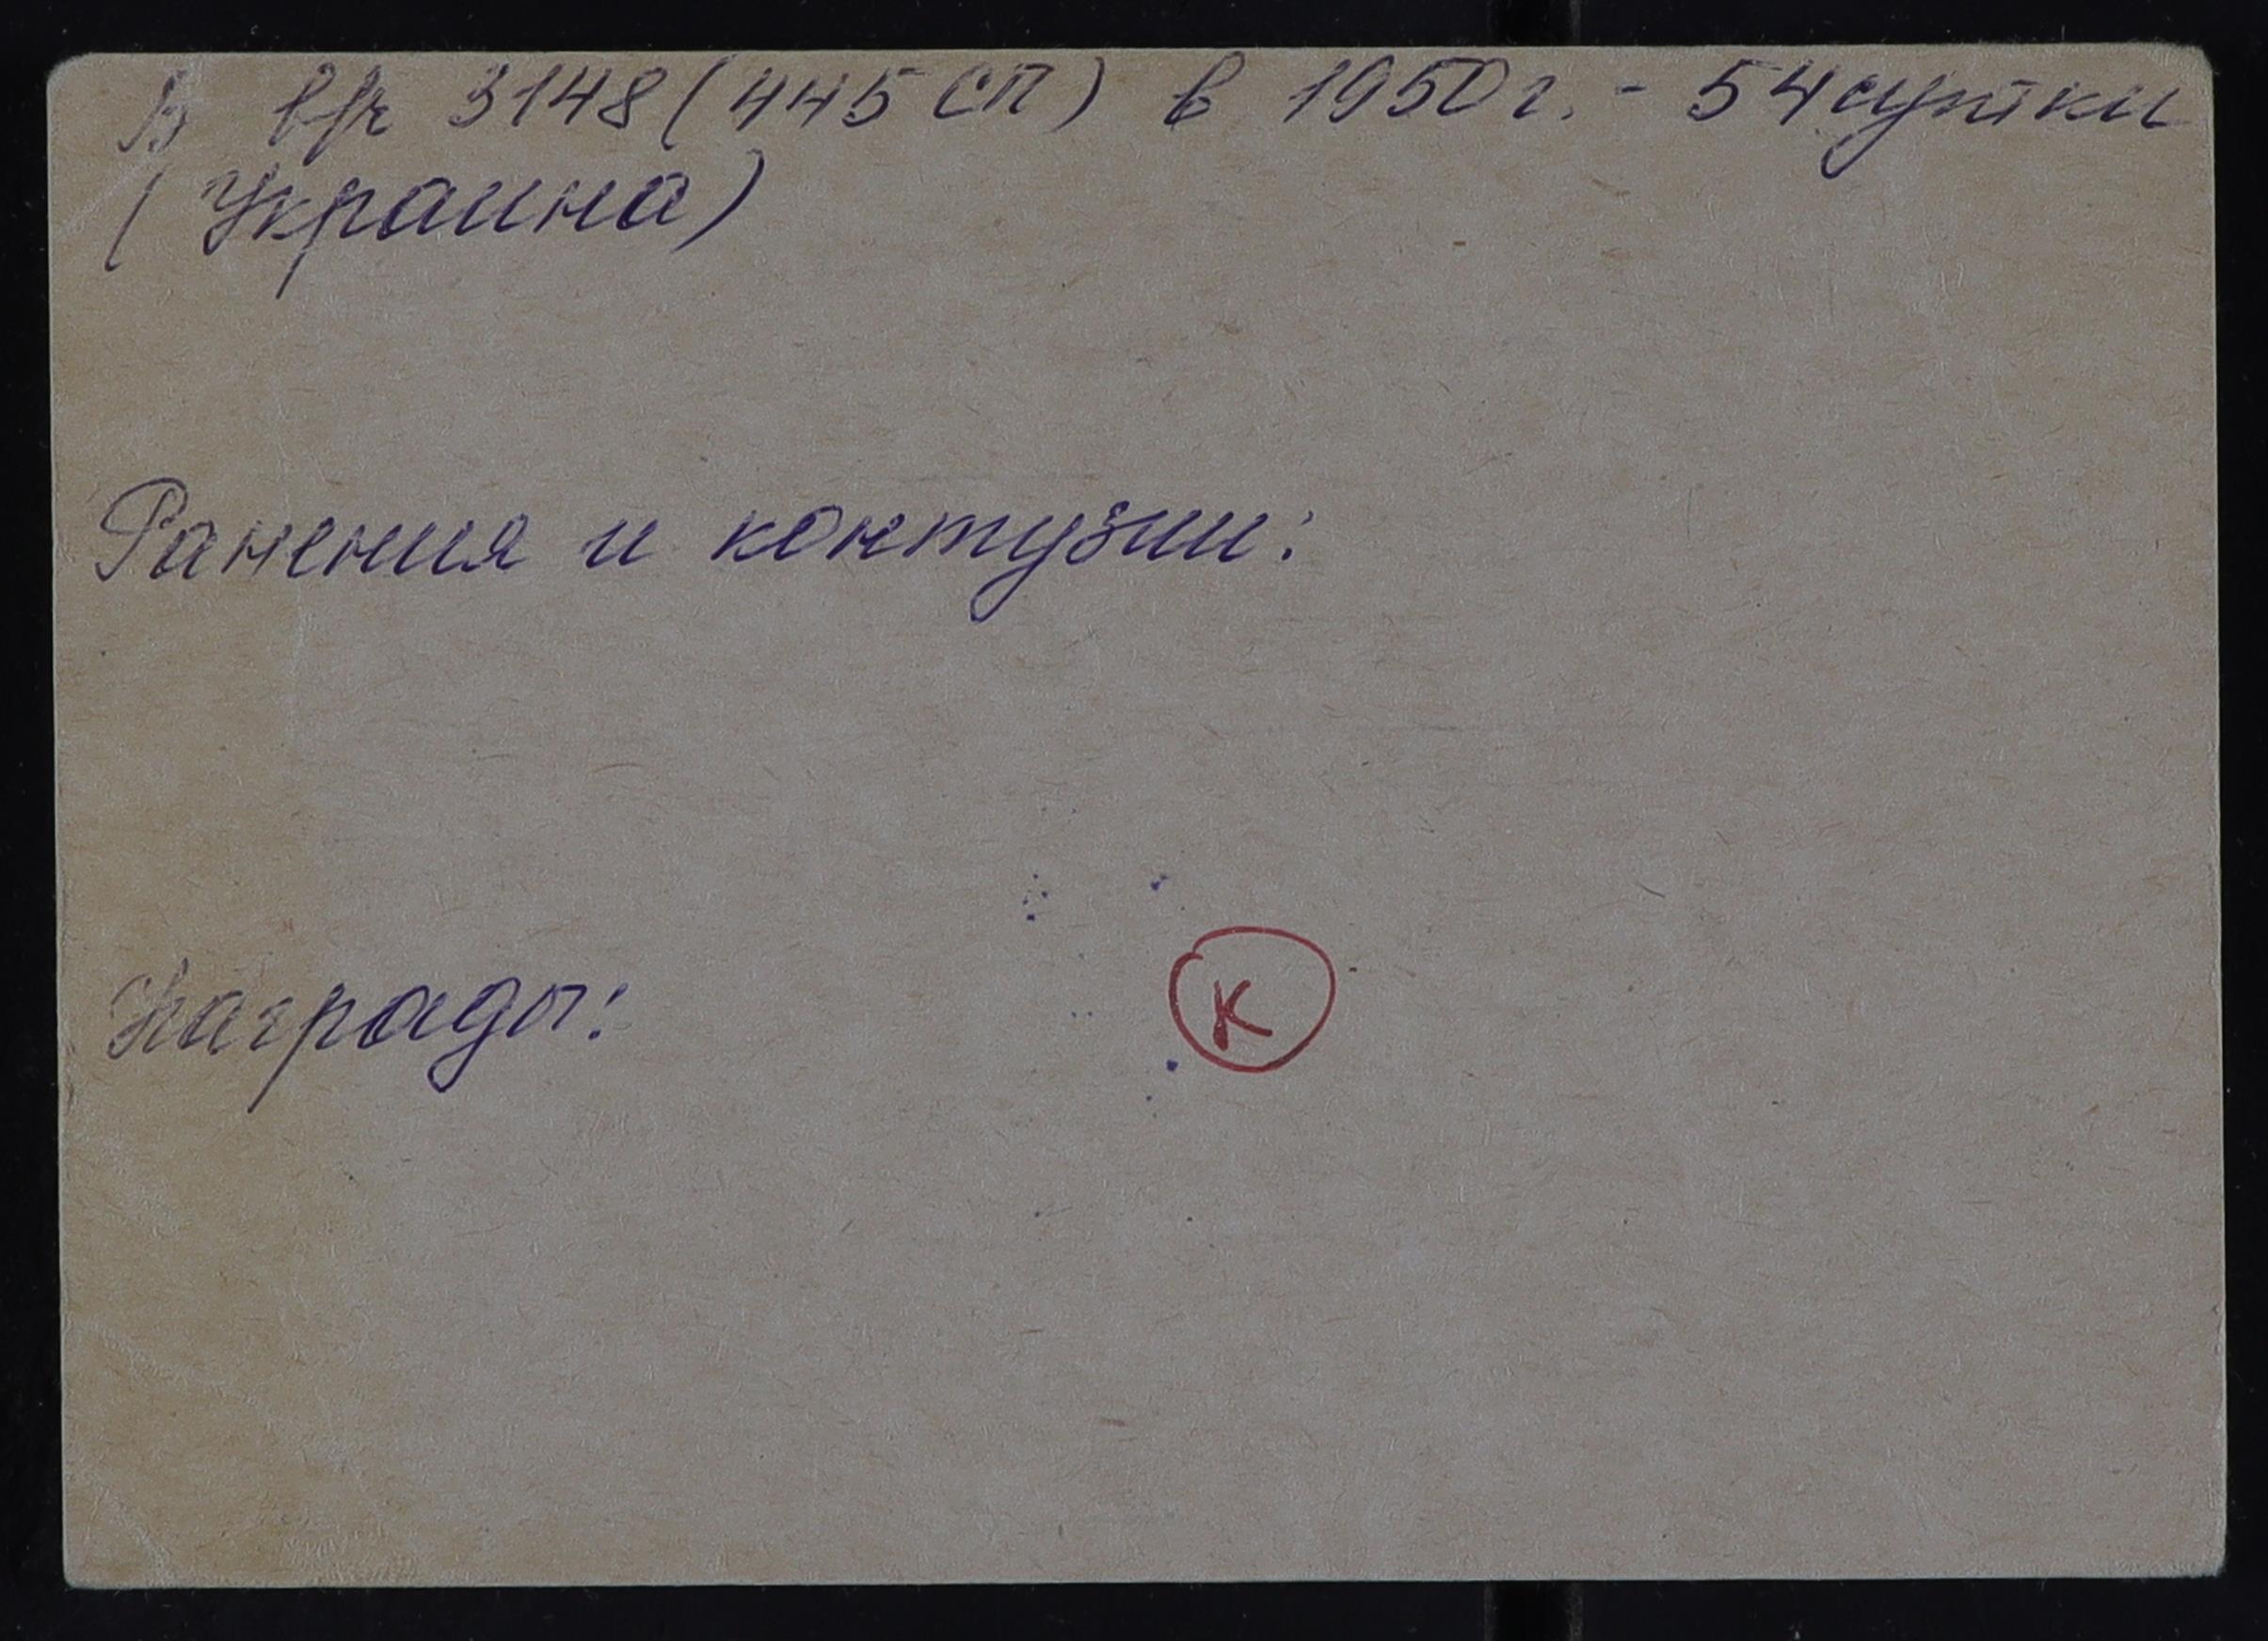 В в/ч 3148 (445 СП) в 1950 г. - 54 сутки
(Украина)
Ранения и контузии:
Награды:
К